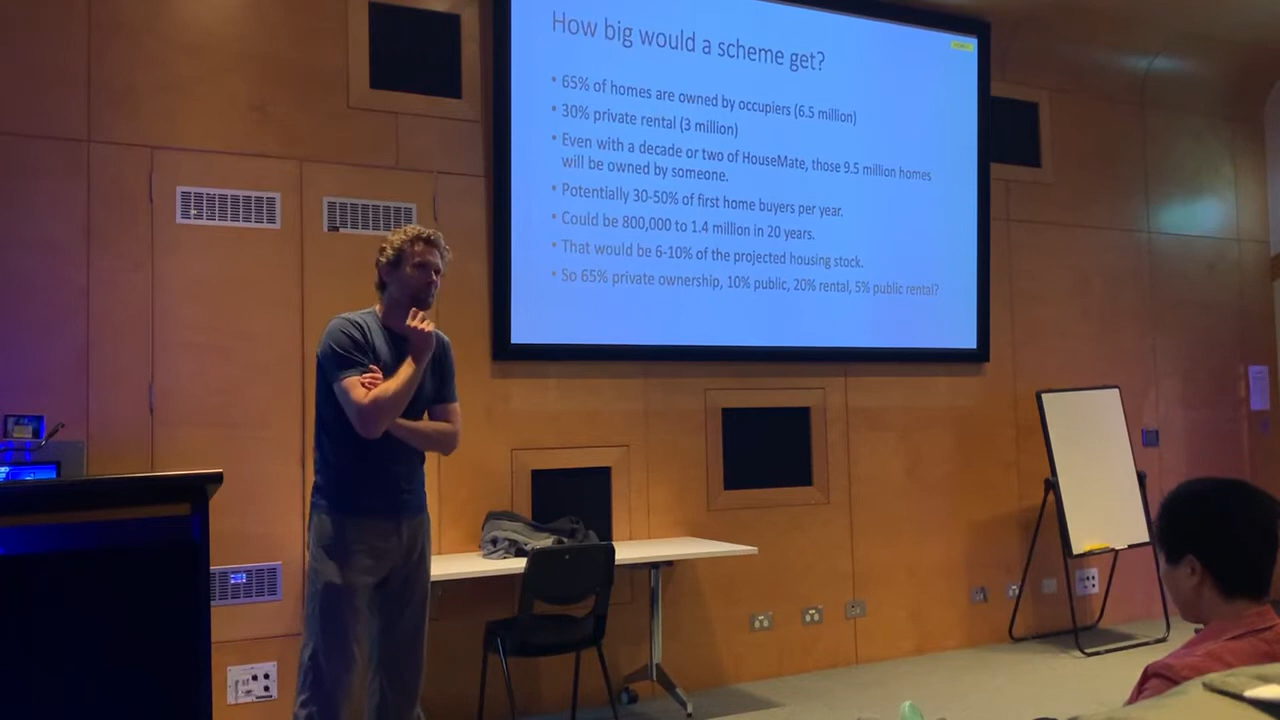 How big would a scheme get?
• 65% of homes are owned by occupiers (6.5 million)
• 30% private rental (3 million)
• Even with a decade or two of HouseMate, those 9.5 million homes
will be owned by someone.
• Potentially 30-50% of first home buyers per year.
• Could be 800,000 to 1.4 million in 20 years.
• That would be 6-10% of the projected housing stock.
• So 65% private ownership, 10% public, 20% rental, 5% public rental?